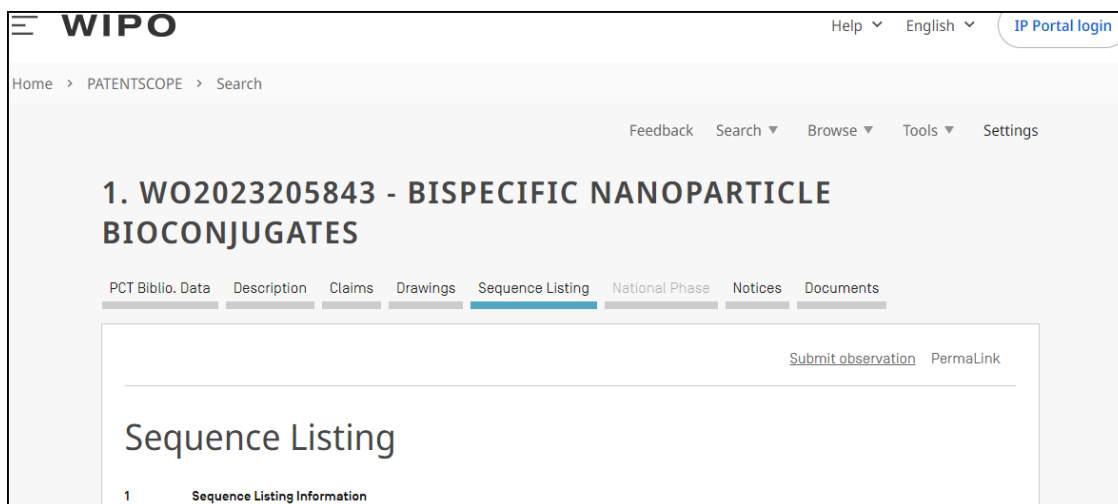 WIPO Help English IP Portal login
Home > PATENTSCOPE > Search
Feedback Search ▼ Browse ▼ Tools ▼ Settings
1. WO2023205843 - BISPECIFIC NANOPARTICLE
BIOCONJUGATES
PCT Biblio. Data Description Claims Drawings Sequence Listing National Phase Notices Documents
Submit observation PermaLink
Sequence Listing
1 Sequence Listing Information